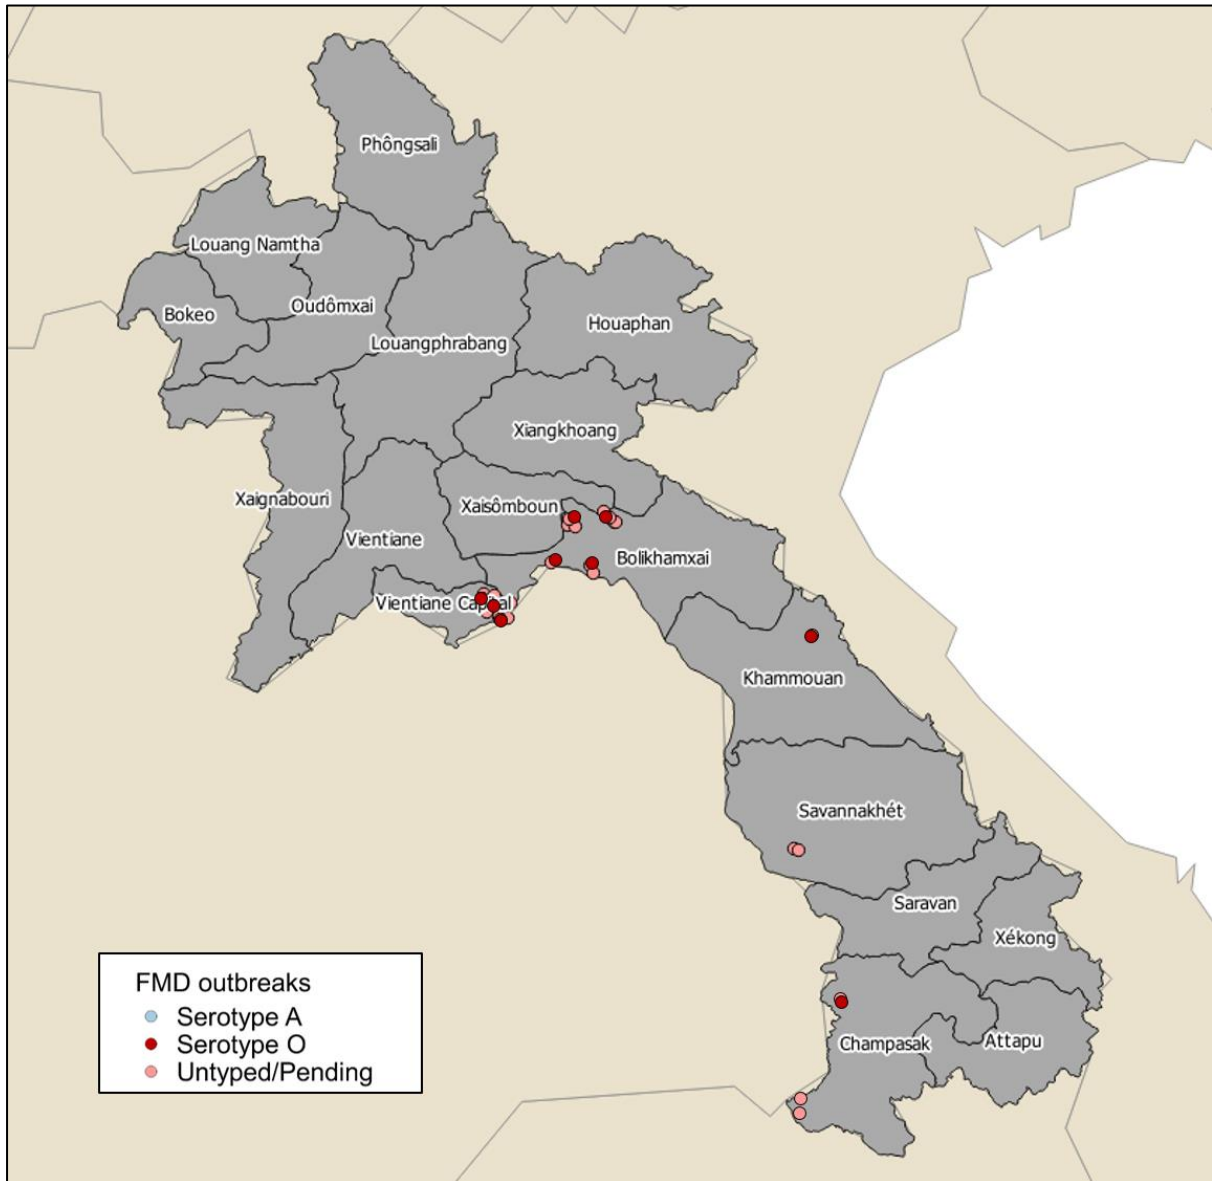 Phôngsali
Louang Namtha
Bokeo
Oudômxai
Louangphrabang
Houaphan
Xiangkhoang
Xaignabouri
Xaisômboun
Vientiane
Bolikhamxai
Vientiane Capital
Khammouan
Savannakhét
Saravan
Xékong
Champasak
Attapu
FMD outbreaks
Serotype A
Serotype O
Untyped/Pending